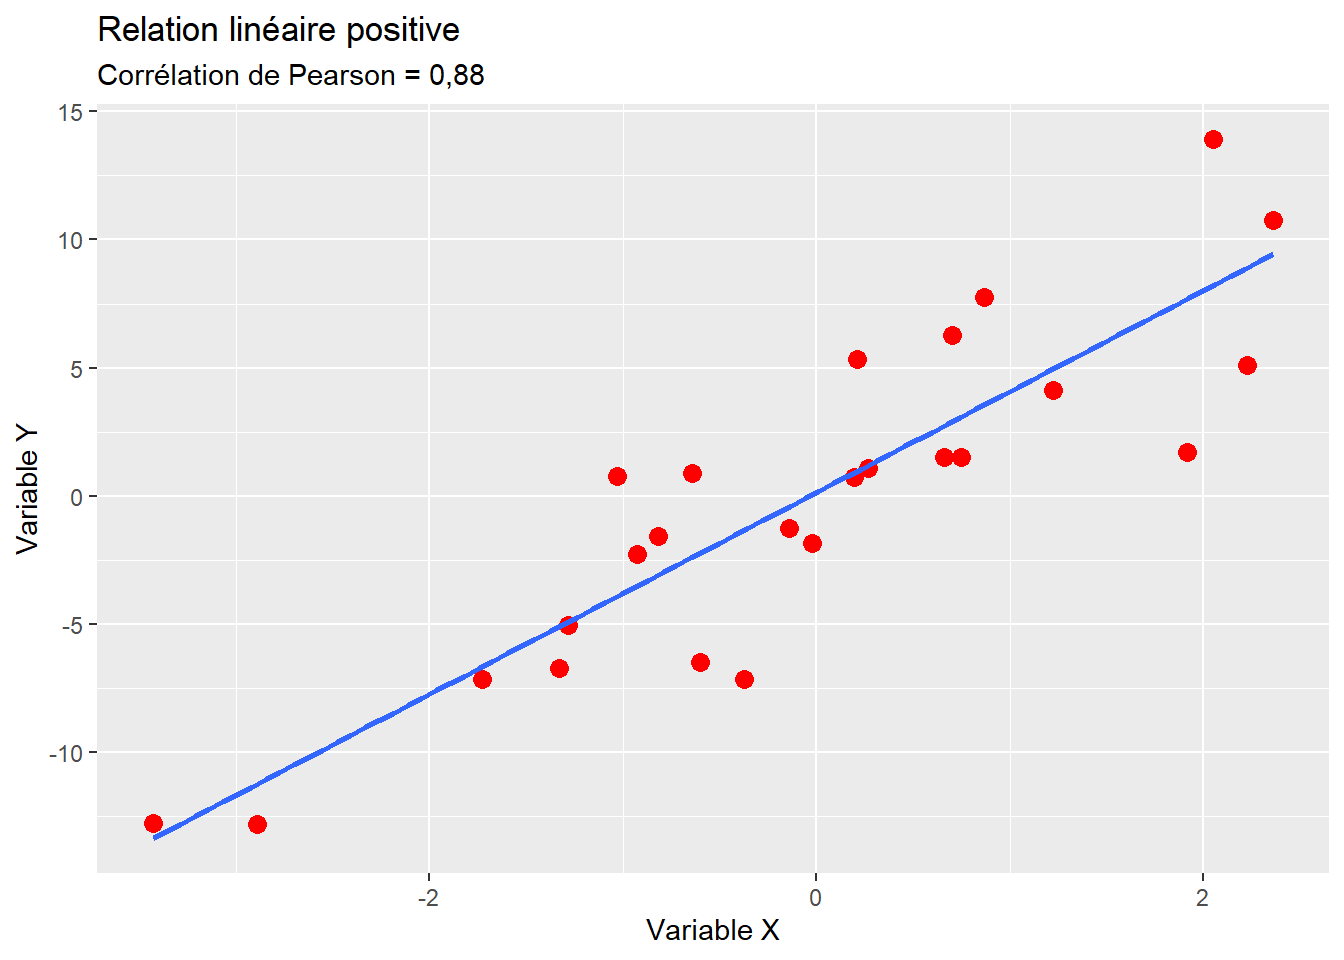 Relation linéaire positive
Corrélation de Pearson = 0,88
15
10
5
0
-5
-10
Variable Y
-2
0
2
Variable X